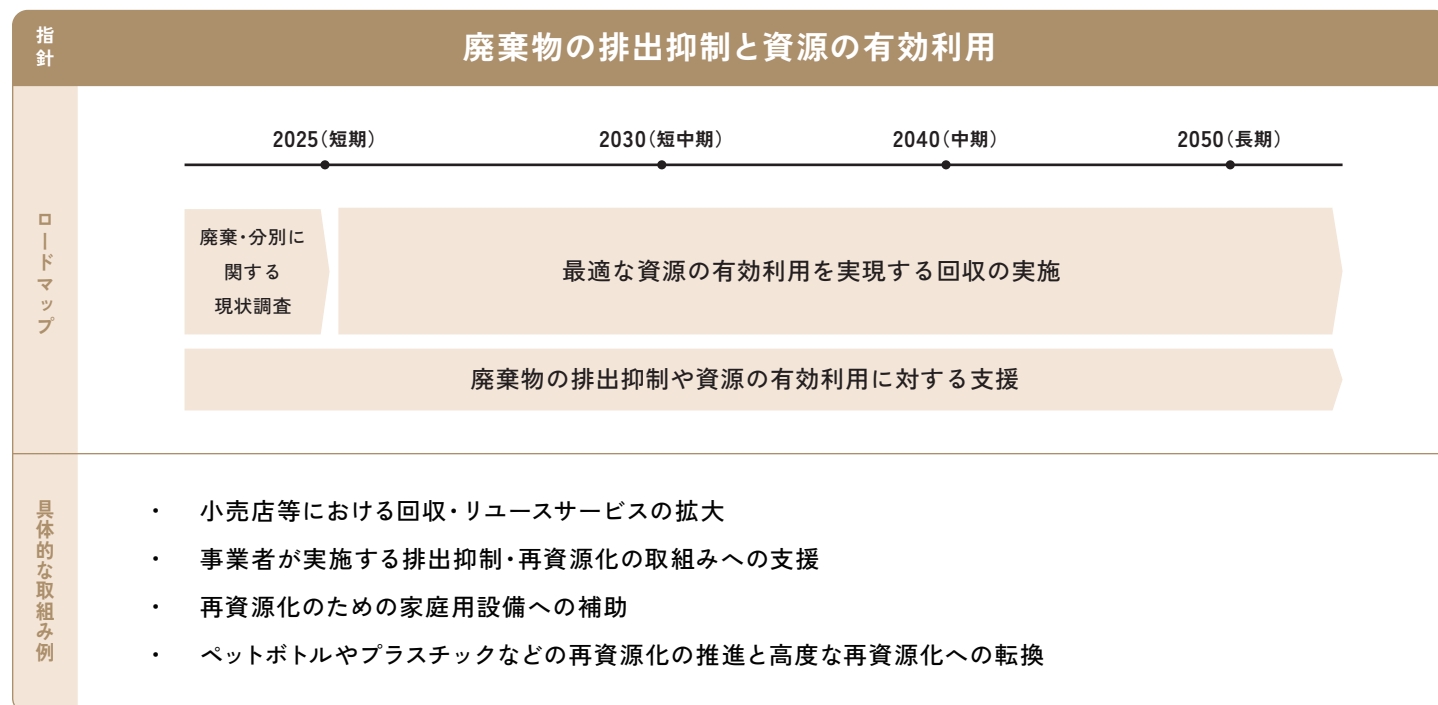 指針
廃棄物の排出抑制と資源の有効利用
ロードマップ
2025(短期)
2030(短中期)
2040(中期)
2050(長期)
廃棄・分別に
関する
現状調査
最適な資源の有効利用を実現する回収の実施
廃棄物の排出抑制や資源の有効利用に対する支援
具体的な取組み例
・ 小売店等における回収・リユースサービスの拡大
・ 事業者が実施する排出抑制・再資源化の取組みへの支援
・ 再資源化のための家庭用設備への補助
・ ペットボトルやプラスチックなどの再資源化の推進と高度な再資源化への転換